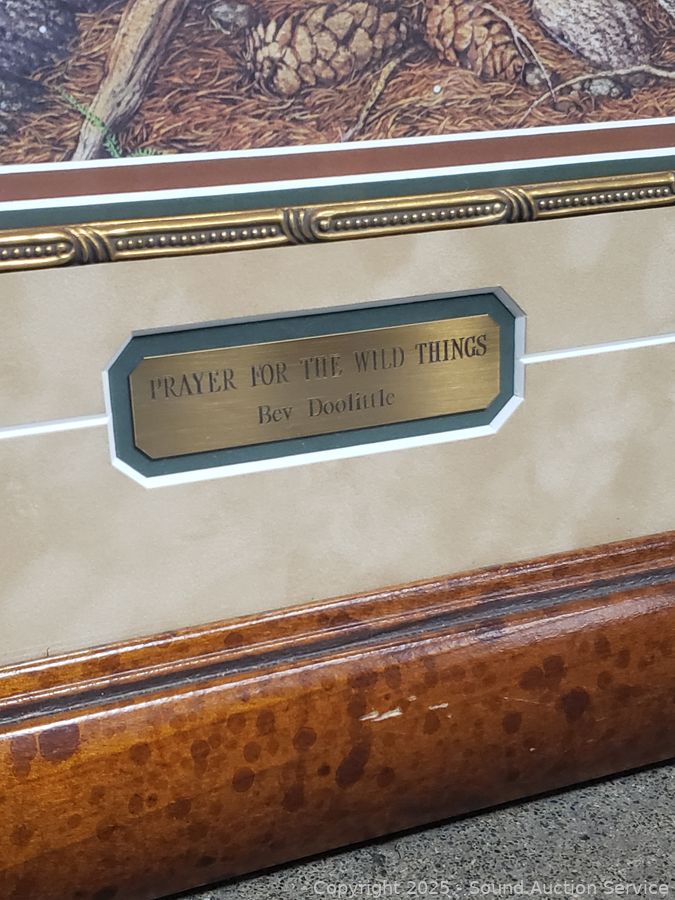 PRAYER FOR THE WILD THINGS
Bev Doolittle
Copyright 2025 - Sound Auction Service